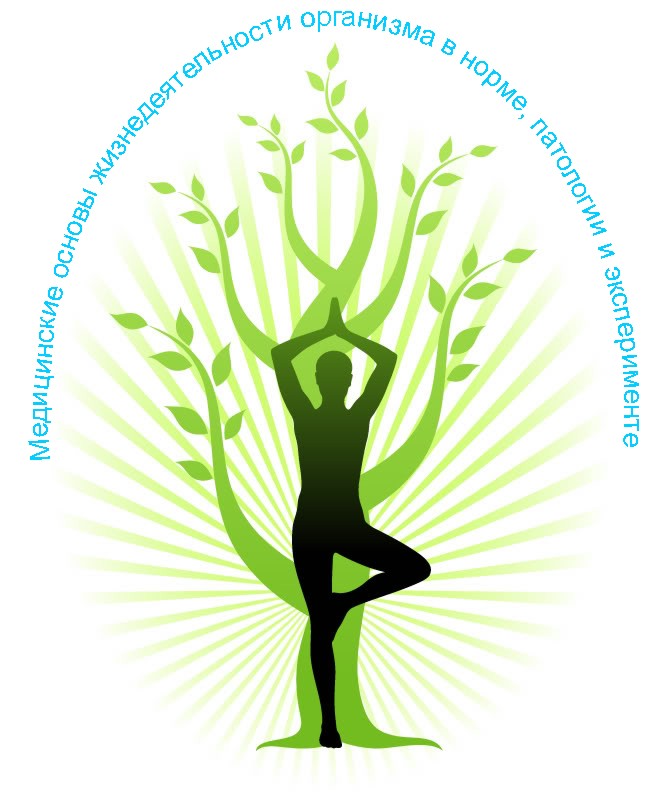 Медицинские основы жизнедеятельности организма в норме, патологии и эксперименте